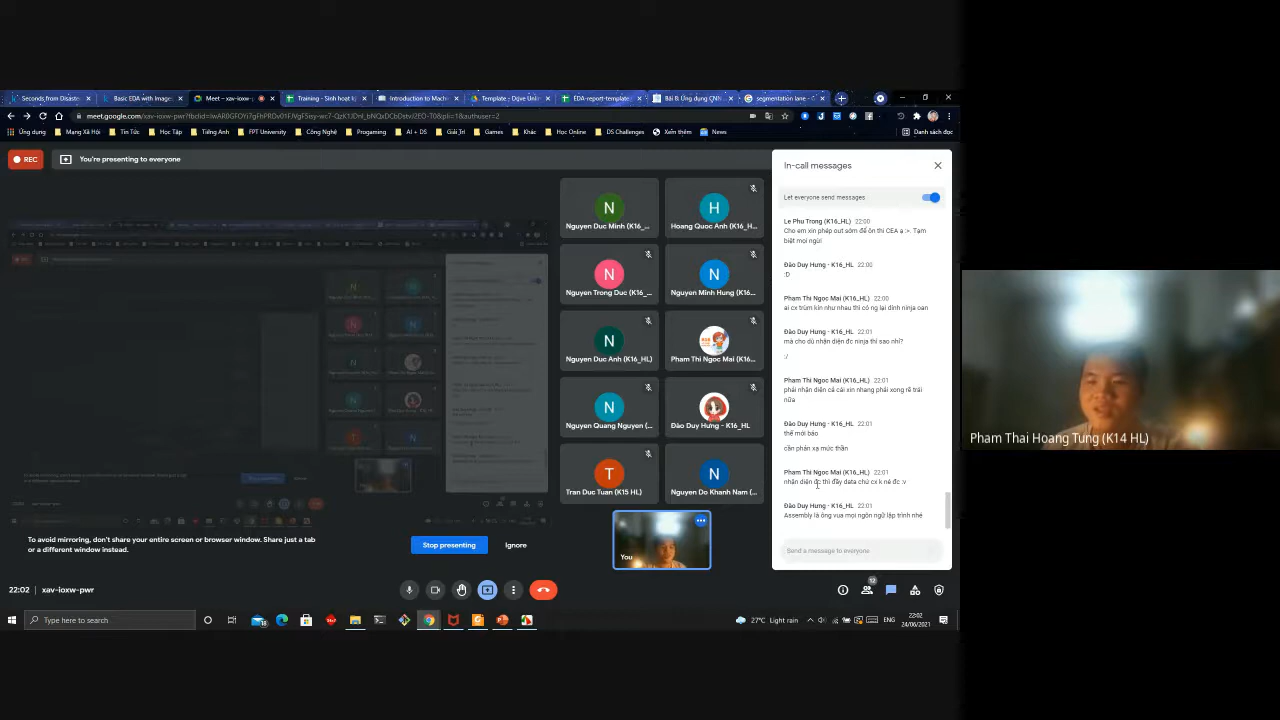 Seconds from Disaste
Basic EDA with Image
Meet – xav-ioxw-
Training - Sinh hoạt k
Introduction to Mach
Template - Dive Onl
EDA-report-template
Bài 8: Ứng dụng
segmentation lane - G
Ứng dụng
Mạng Xã Hội
Tin Tức
Học Tập
Tiếng Anh
FPT University
Công Nghệ
Progaming
AI + DS
Giải Trí
Games
Khác
Học Online
DS Challenges
Xem thêm
News
Danh sách đọc
REC
You're presenting to everyone
In-call messages
Let everyone send messages
Le Phu Trong (K16_HL) 22:00
Cho em xin phép out sớm để ôn thi CEA ạ :>. Tạm
biệt mọi người
Đào Duy Hưng - K16_HL 22:00
:D
Pham Thi Ngoc Mai (K16_HL) 22:00
ai cx trùm kín như nhau thì có ng lại dính ninja oan
Đào Duy Hưng - K16_HL 22:01
mà cho dù nhận diện đc ninja thì sao nhỉ?
:/
Pham Thi Ngoc Mai (K16_HL) 22:01
phải nhận diện cả cái xin nhang phải xong rẽ trái
nữa
Đào Duy Hưng - K16_HL 22:01
thế mới bảo
cần phản xạ mức thần
Pham Thi Ngoc Mai (K16_HL) 22:01
nhận diện đc thì đầy data chứ cx k né đc :v
Đào Duy Hưng - K16_HL 22:01
Assembly là ông vua mọi ngôn ngữ lập trình nhé
Send a message to everyone
N
Nguyen Duc Minh (K16_...
H
Hoang Quoc Anh (K16_H...
N
Nguyen Trong Duc (K16_...
N
Nguyen Minh Hung (K16...
N
Nguyen Duc Anh (K16_HL)
Pham Thi Ngoc Mai (K16...
N
Nguyen Quang Nguyen (...
Đào Duy Hưng - K16_HL
T
Tran Duc Tuan (K15 HL)
N
Nguyen Do Khanh Nam (...
You
To avoid mirroring, don't share your entire screen or browser window. Share just a tab
or a different window instead.
Stop presenting
Ignore
22:02
xav-ioxw-pwr
12
Type here to search
27°C Light rain
ENG
22:02
24/06/2021
Pham Thai Hoang Tung (K14 HL)